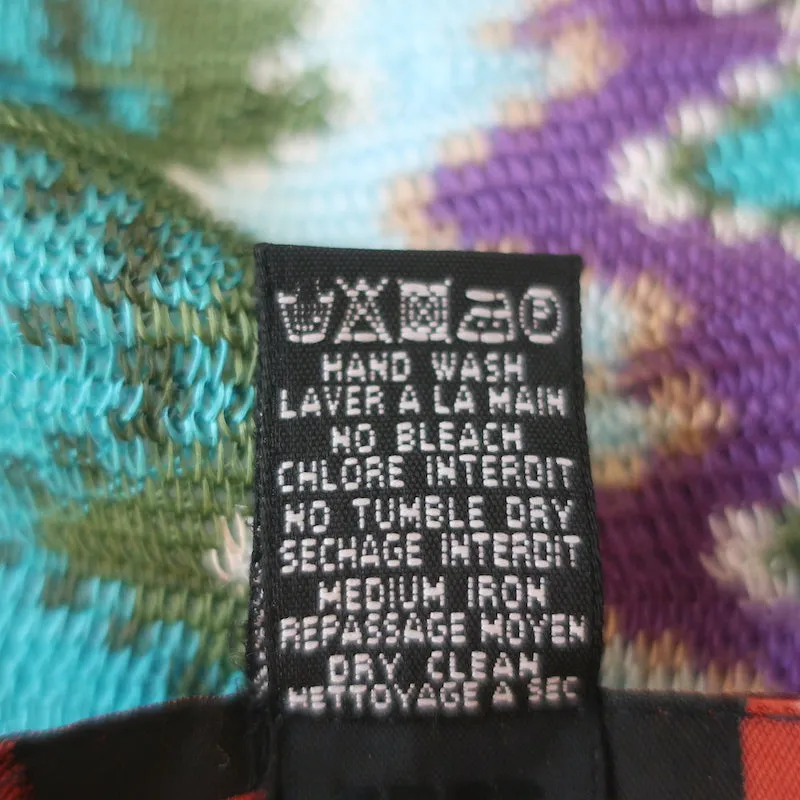 P
HAND WASH
LAVER A LA MAIN
NO BLEACH
CHLORE INTERDIT
NO TUMBLE DRY
SECHAGE INTERDIT
MEDIUM IRON
REPASSAGE MOYEN
DRY CLEAN
NETTOYAGE A SEC